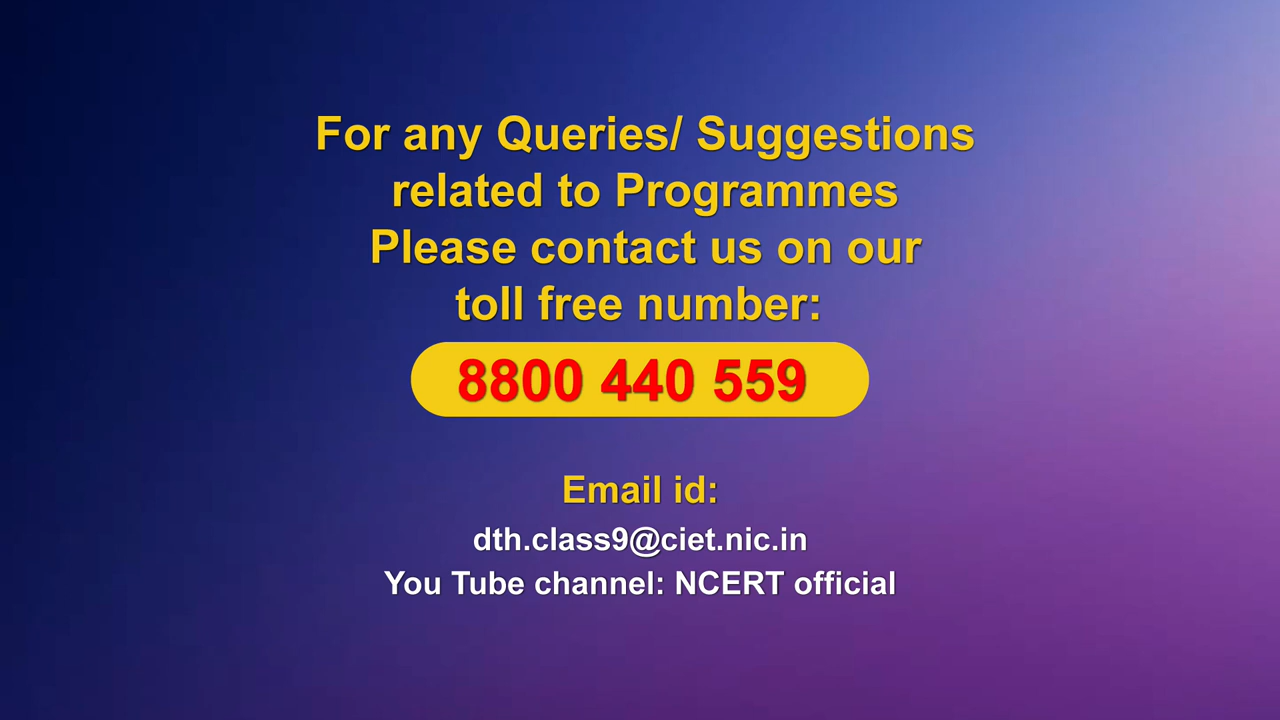 For any Queries/ Suggestions
related to Programmes
Please contact us on our
toll free number:
8800 440 559
Email id:
dth.class9@ciet.nic.in
You Tube channel: NCERT official